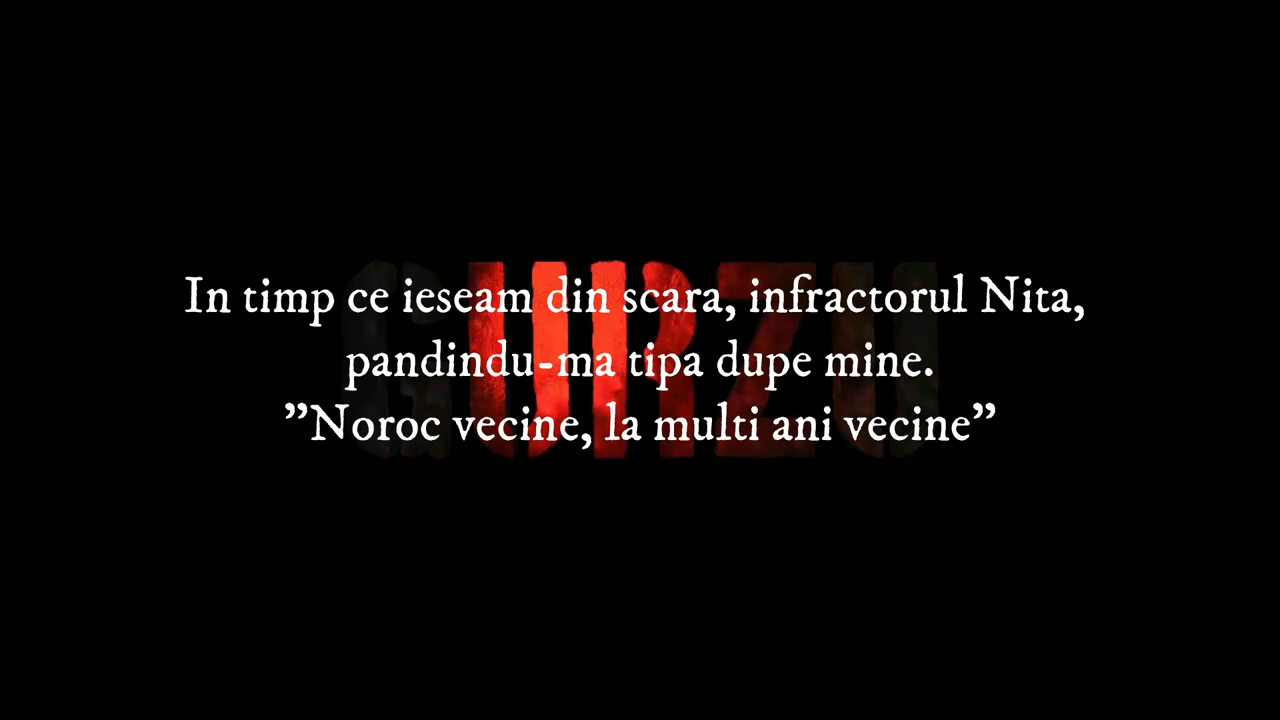 In timp ce ieseam din scara, infractorul Nita,
pandindu-ma tipa dupe mine.
”Noroc vecine, la multi ani vecine”
GURZU